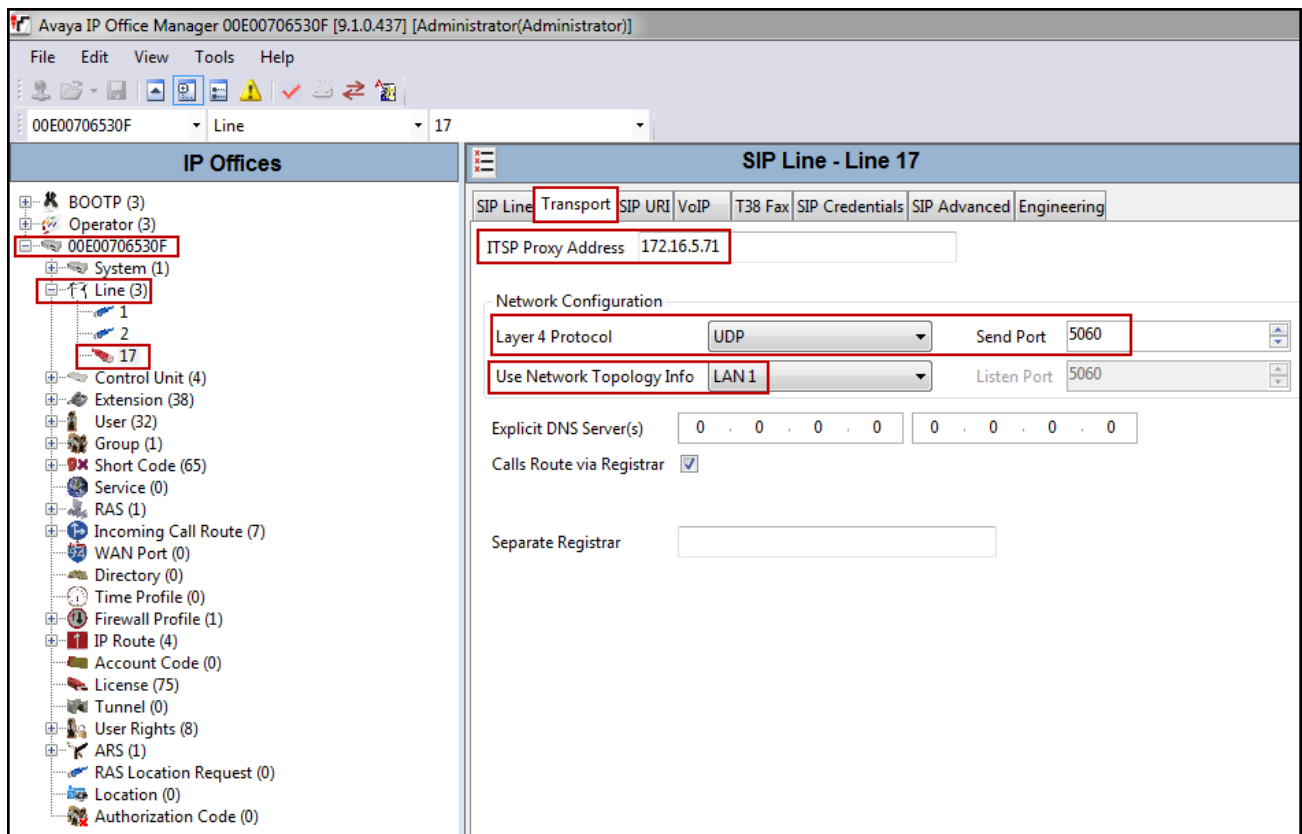 Avaya IP Office Manager 00E00706530F [9.1.0.437] [Administrator(Administrator)]
File Edit View Tools Help
00E00706530F Line 17
IP Offices
BOOTP (3)
Operator (3)
00E00706530F
System (1)
Line (3)
1
2
17
Control Unit (4)
Extension (38)
User (32)
Group (1)
Short Code (65)
Service (0)
RAS (1)
Incoming Call Route (7)
WAN Port (0)
Directory (0)
Time Profile (0)
Firewall Profile (1)
IP Route (4)
Account Code (0)
License (75)
Tunnel (0)
User Rights (8)
ARS (1)
RAS Location Request (0)
Location (0)
Authorization Code (0)
SIP Line - Line 17
SIP Line Transport SIP URI VoIP T38 Fax SIP Credentials SIP Advanced Engineering
ITSP Proxy Address 172.16.5.71
Network Configuration
Layer 4 Protocol UDP Send Port 5060
Use Network Topology Info LAN 1 Listen Port 5060
Explicit DNS Server(s) 0 . 0 . 0 . 0 0 . 0 . 0 . 0
Calls Route via Registrar
Separate Registrar